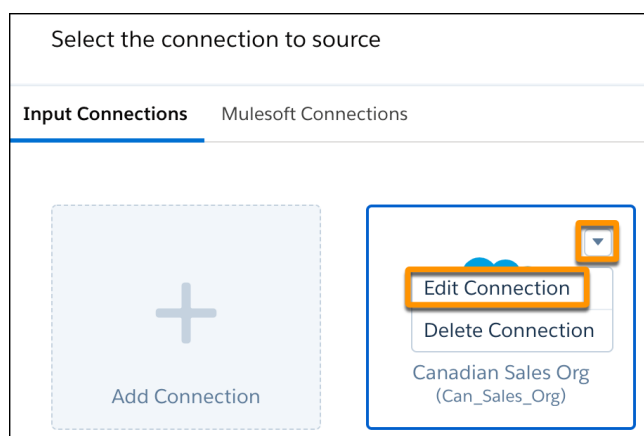 Select the connection to source
Input Connections
Mulesoft Connections
Edit Connection
Delete Connection
Add Connection
Canadian Sales Org
(Can_Sales_Org)